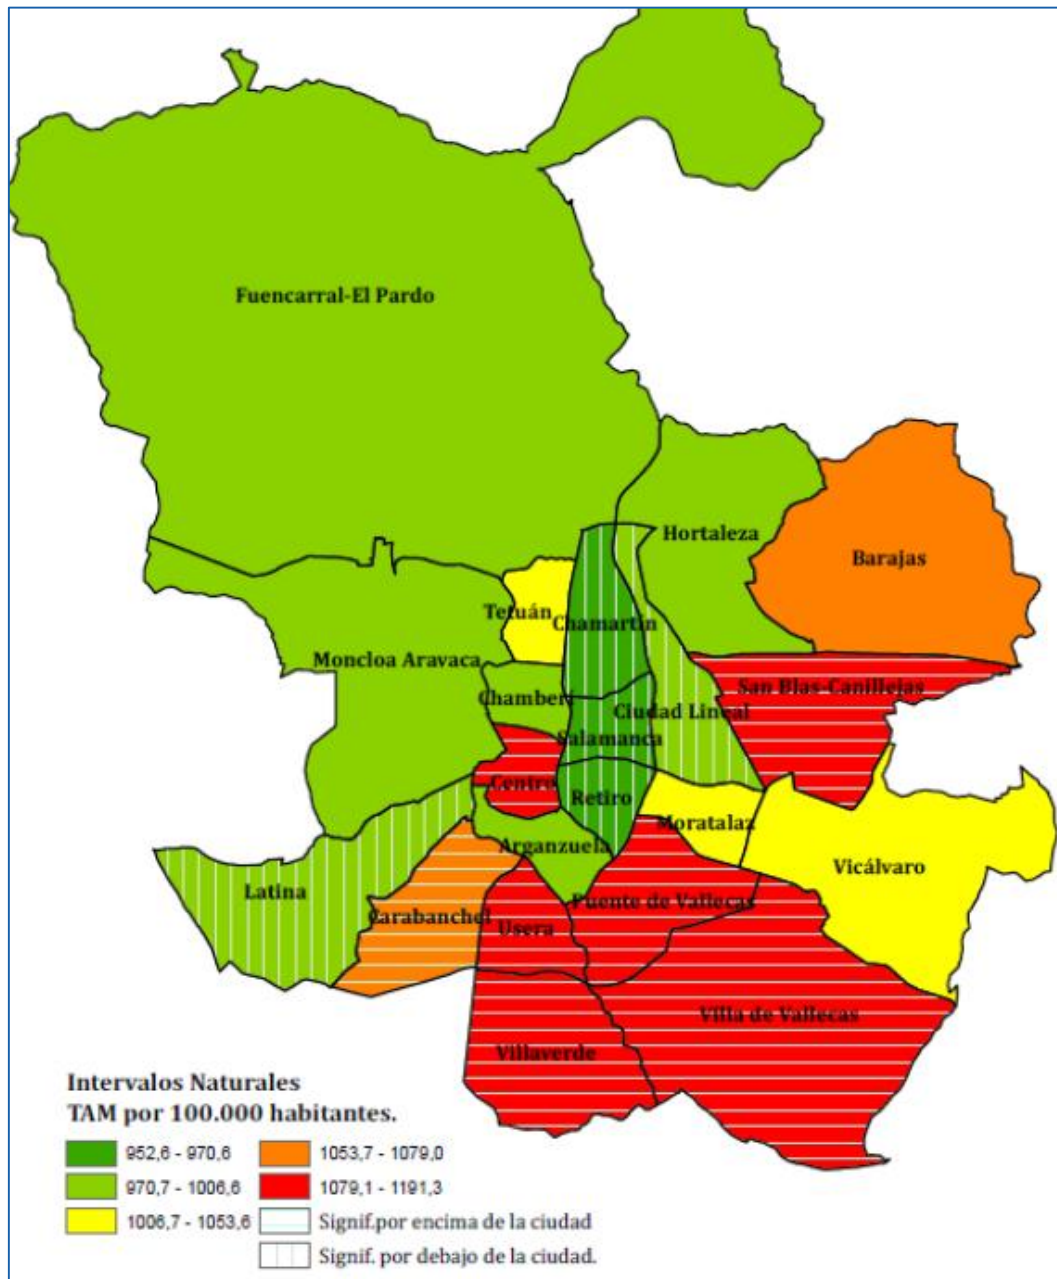 Fuencarral-El Pardo
Hortaleza
Barajas
Tetuán
Chamartín
Moncloa Aravaca
San Blas-Canillejas
Chamberí
Ciudad Lineal
Salamanca
Centro
Retiro
Moratalaz
Arganzuela
Vicálvaro
Latina
Puente de Vallecas
Carabanchel
Usera
Villa de Vallecas
Villaverde
Intervalos Naturales
TAM por 100.000 habitantes.
952,6 - 970,6
1053,7 - 1079,0
970,7 - 1006,6
1079,1 - 1191,3
1006,7 - 1053,6
Signif.por encima de la ciudad
Signif. por debajo de la ciudad.